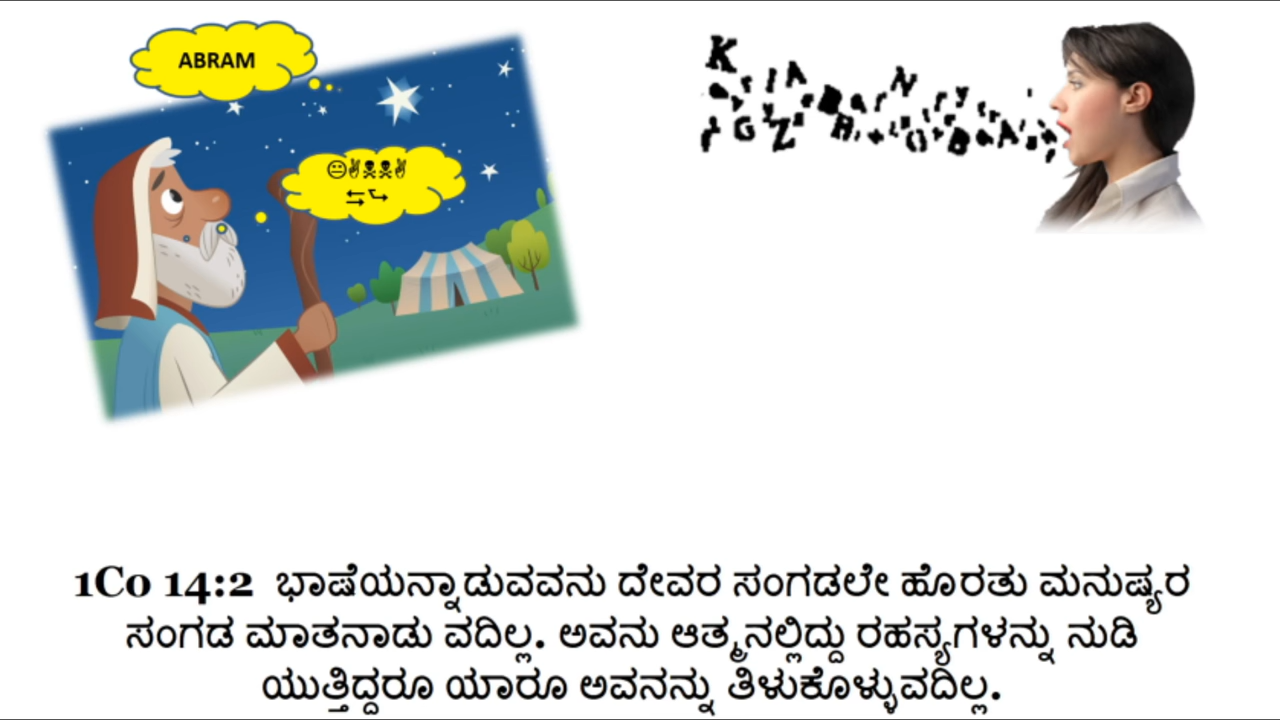 ABRAM
😐✌☠☠✌
⮀⮡
1Co 14:2 ಭಾಷೆಯನ್ನಾಡುವವನು ದೇವರ ಸಂಗಡಲೇ ಹೊರತು ಮನುಷ್ಯರ
ಸಂಗಡ ಮಾತನಾಡು ವದಿಲ್ಲ. ಅವನು ಆತ್ಮನಲ್ಲಿದ್ದು ರಹಸ್ಯಗಳನ್ನು ನುಡಿ
ಯುತ್ತಿದ್ದರೂ ಯಾರೂ ಅವನನ್ನು ತಿಳುಕೊಳ್ಳುವದಿಲ್ಲ.